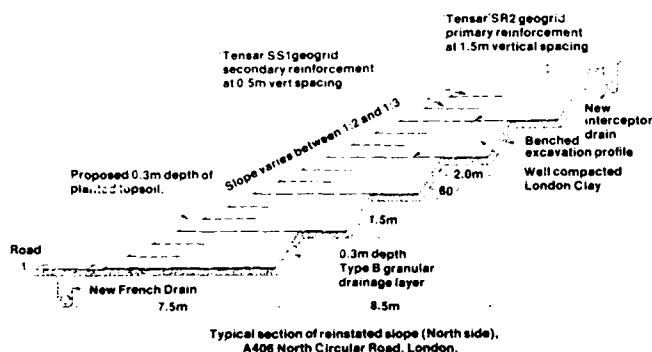 'Tensar' SR2 geogrid
primary reinforcement
at 1.5m vertical spacing
'Tensar SS1 geogrid
secondary reinforcement
at 0·5m vert spacing
Slope varies between 1:2 and 1:3
New
interceptor
drain
Benched
excavation profile
Well compacted
London Clay
2.0m
60
Proposed 0.3m depth of
planted topsoil.
1.5m
Road
0.3m depth
Type B granular
drainage layer
New French Drain
7.5m
8.5m
Typical section of reinstated slope (North side),
A406 North Circular Road, London.